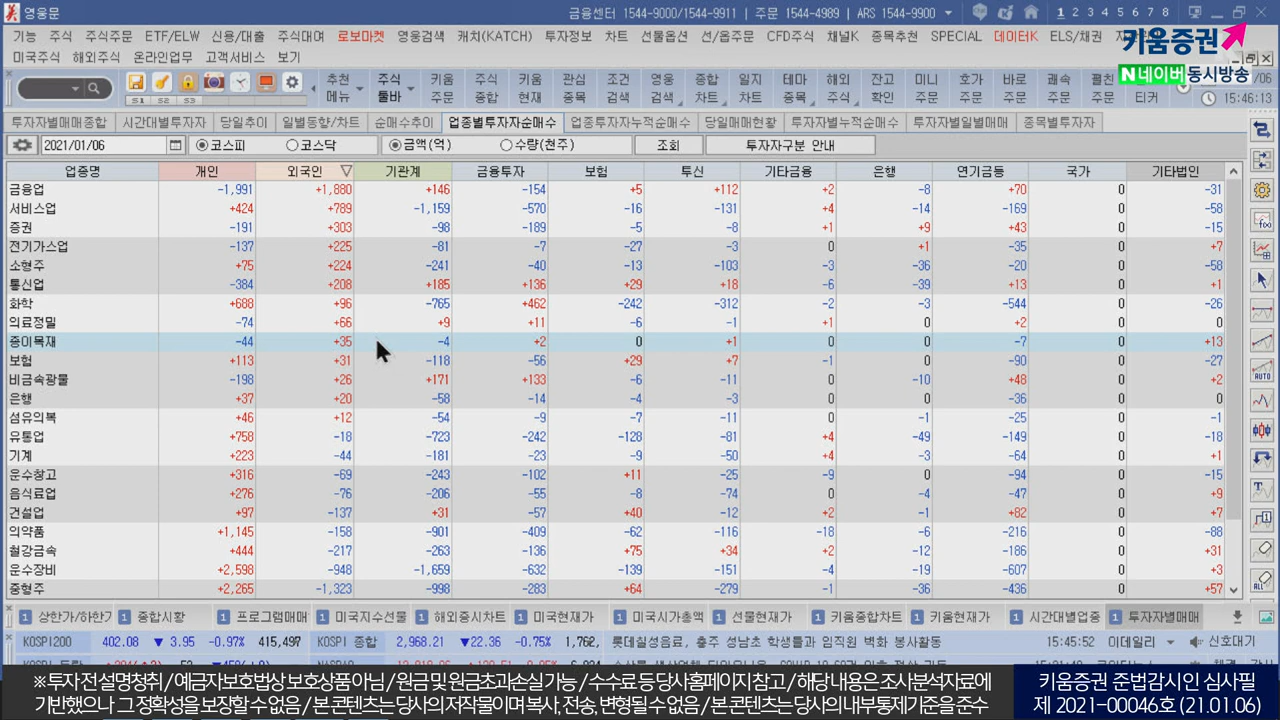 영웅문 금융센터 1544-9000/1544-9911 | 주문 1544-4989 | ARS 1544-9900 1 2 3 4 5 6 7 8
기능 주식 주식주문 ETF/ELW 신용/대출 주식대여 로보마켓 영웅검색 캐치(KATCH) 투자정보 차트 선물옵션 선/옵주문 CFD주식 채널K 종목추천 SPECIAL 데이터K ELS/채권
미국주식 해외주식 온라인업무 고객서비스 보기
키움증권
N 네이버 동시방송
추천 주식 키움 주식 키움 관심 조건 영웅 종합 일지 테마 해외 잔고 미니 호가 바로 쾌속 펼친
메뉴 툴바 주문 종합 현재 종목 검색 검색 차트 차트 종목 주식 확인 주문 주문 주문 주문 주문 티커
S1 S2 S3
15:46:13
투자자별매매종합 시간대별투자자 당일추이 일별동향/차트 순매수추이 업종별투자자순매수 업종투자자누적순매수 당일매매현황 투자자별누적순매수 투자자별일별매매 종목별투자자
2021/01/06 코스피 코스닥 금액(억) 수량(천주) 조회 투자자구분 안내
업종명 개인 외국인 기관계 금융투자 보험 투신 기타금융 은행 연기금등 국가 기타법인
금융업 -1,991 +1,880 +146 -154 +5 +112 +2 -8 +70 0 -31
서비스업 +424 +789 -1,159 -570 -16 -131 +4 -14 -169 0 -58
증권 -191 +303 -98 -189 -5 -8 +1 +9 +43 0 -15
전기가스업 -137 +225 -81 -7 -27 -3 0 +1 -35 0 +7
소형주 +75 +224 -241 -40 -13 -103 -3 -36 -20 0 -58
통신업 -384 +208 +185 +136 +29 +18 -6 -39 +13 0 +1
화학 +688 +96 -765 +462 -242 -312 -2 -3 -544 0 -26
의료정밀 -74 +66 +9 +11 -6 -1 +1 0 +2 0 0
종이목재 -44 +35 -4 +2 0 +1 0 0 -7 0 +13
보험 +113 +31 -118 -56 +29 +7 -1 0 -90 0 -27
비금속광물 -198 +26 +171 +133 -6 -11 0 -10 +48 0 +2
은행 +37 +20 -58 -14 -4 -3 0 0 -36 0 0
섬유의복 +46 +12 -54 -9 -7 -11 0 -1 -25 0 -1
유통업 +758 -18 -723 -242 -128 -81 +4 -49 -149 0 -18
기계 +223 -44 -181 -23 -9 -50 +4 -3 -64 0 +1
운수창고 +316 -69 -243 -102 +11 -25 -9 0 -94 0 -15
음식료업 +276 -76 -206 -55 -8 -74 0 -4 -47 0 +9
건설업 +97 -137 +31 -57 +40 -12 +2 -1 +82 0 +7
의약품 +1,145 -158 -901 -409 -62 -116 -18 -6 -216 0 -88
철강금속 +444 -217 -263 -136 +75 +34 +2 -12 -186 0 +31
운수장비 +2,598 -948 -1,659 -632 -139 -151 -4 -19 -607 0 +3
중형주 +2,265 -1,323 -998 -283 +64 -279 -1 -36 -436 0 +57
1 상한가/하한가 1 종합시황 1 프로그램매매 1 미국지수선물 1 해외증시차트 1 미국현재가 1 미국시가총액 1 선물현재가 1 키움종합차트 1 키움현재가 1 시간대별업종 1 투자자별매매
KOSPI200 402.08 ▼ 3.95 -0.97% 415,497 KOSPI 종합 2,968.21 ▼22.36 -0.75% 1,762, 롯데칠성음료, 충주 성남초 학생들과 임직원 벽화 봉사활동 15:45:52 이데일리 신호대기
※ 투자 전 설명청취 / 예금자보호법상 보호상품 아님 / 원금 및 원금초과손실 가능 / 수수료 등 당사홈페이지 참고 / 해당 내용은 조사분석자료에
기반했으나 그 정확성을 보장할 수 없음 / 본 콘텐츠는 당사의 저작물이며 복사, 전송, 변형될 수 없음 / 본 콘텐츠는 당사의 내부통제기준을 준수
키움증권 준법감시인 심사필
제 2021-00046호 (21.01.06)